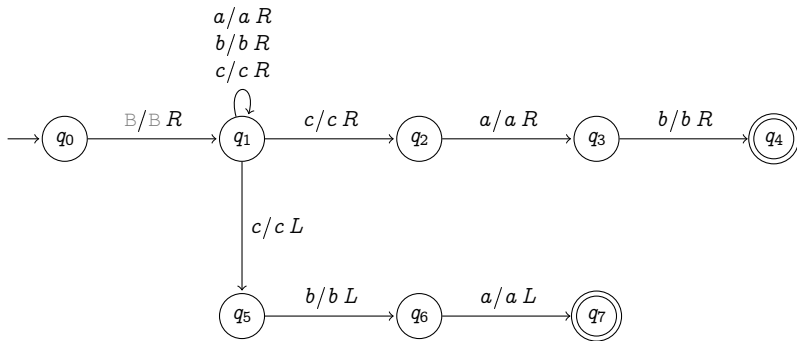 a/a R
b/b R
c/c R
q0
B/B R
q1
c/c R
q2
a/a R
q3
b/b R
q4
c/c L
q5
b/b L
q6
a/a L
q7